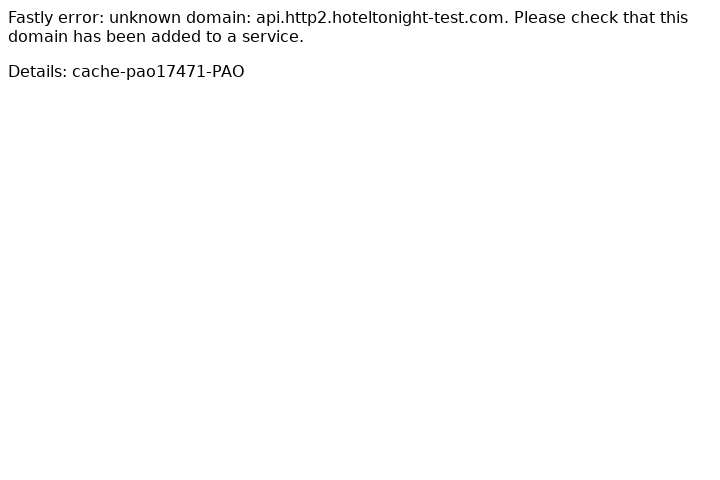 Fastly error: unknown domain: api.http2.hoteltonight-test.com. Please check that this
domain has been added to a service.
Details: cache-pao17471-PAO